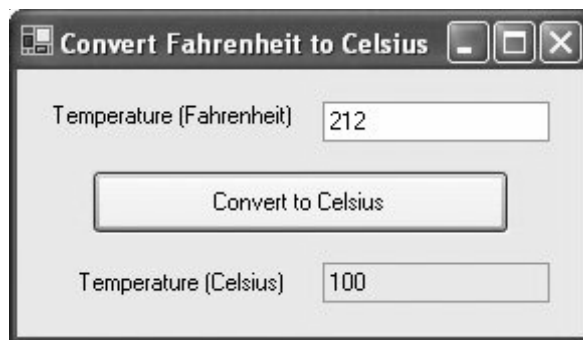 Convert Fahrenheit to Celsius
Temperature (Fahrenheit) 212
Convert to Celsius
Temperature (Celsius) 100